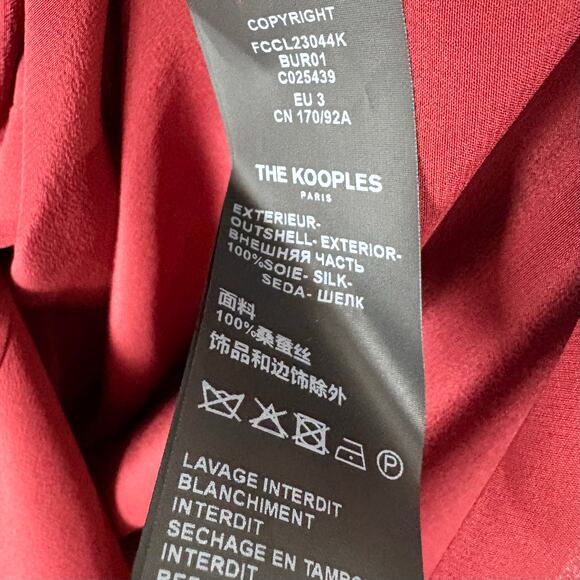 COPYRIGHT
FCCL23044K
BUR01
C025439
EU 3
CN 170/92A
THE KOOPLES
PARIS
EXTERIEUR-
OUTSHELL- EXTERIOR-
ВНЕШНЯЯ ЧАСТЬ
100%SOIE- SILK-
SEDA- ШЕЛК
面料
100%桑蚕丝
饰品和边饰除外
P
LAVAGE INTERDIT
BLANCHIMENT
INTERDIT
SECHAGE EN TAMBO
INTERDIT